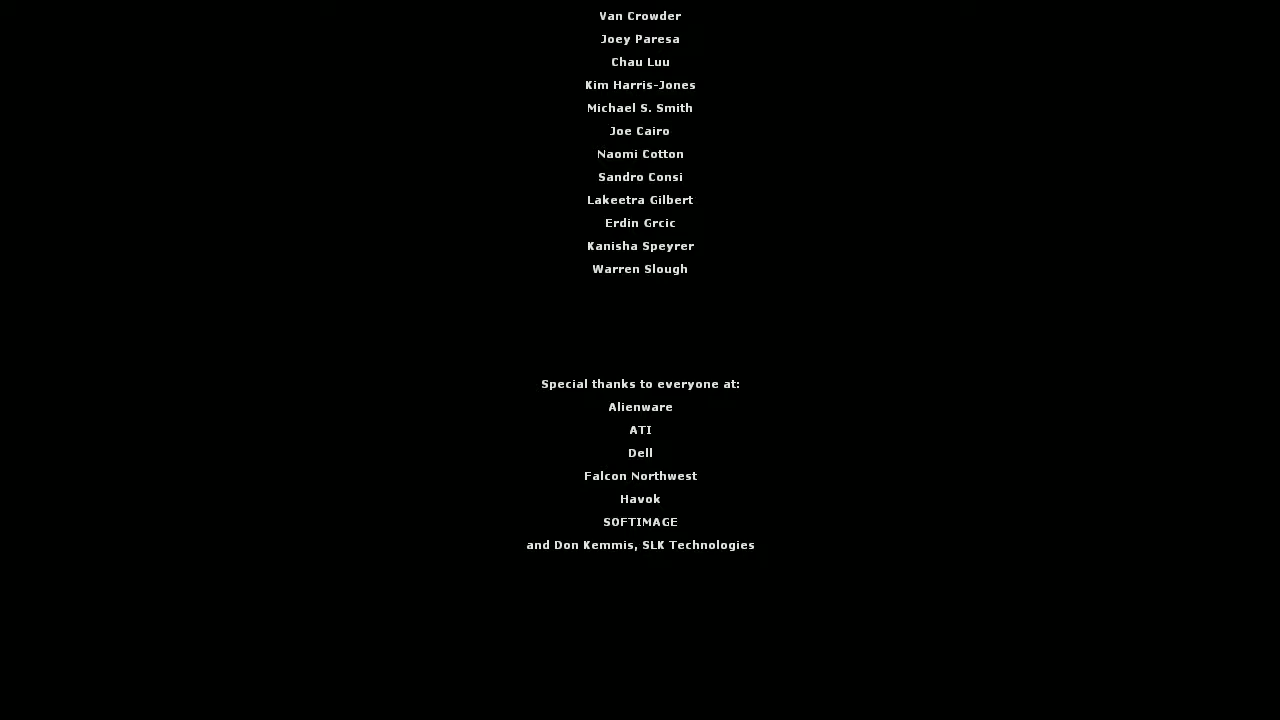 Van Crowder
Joey Paresa
Chau Luu
Kim Harris-Jones
Michael S. Smith
Joe Cairo
Naomi Cotton
Sandro Consi
Lakeetra Gilbert
Erdin Grcic
Kanisha Speyrer
Warren Slough
Special thanks to everyone at:
Alienware
ATI
Dell
Falcon Northwest
Havok
SOFTIMAGE
and Don Kemmis, SLK Technologies